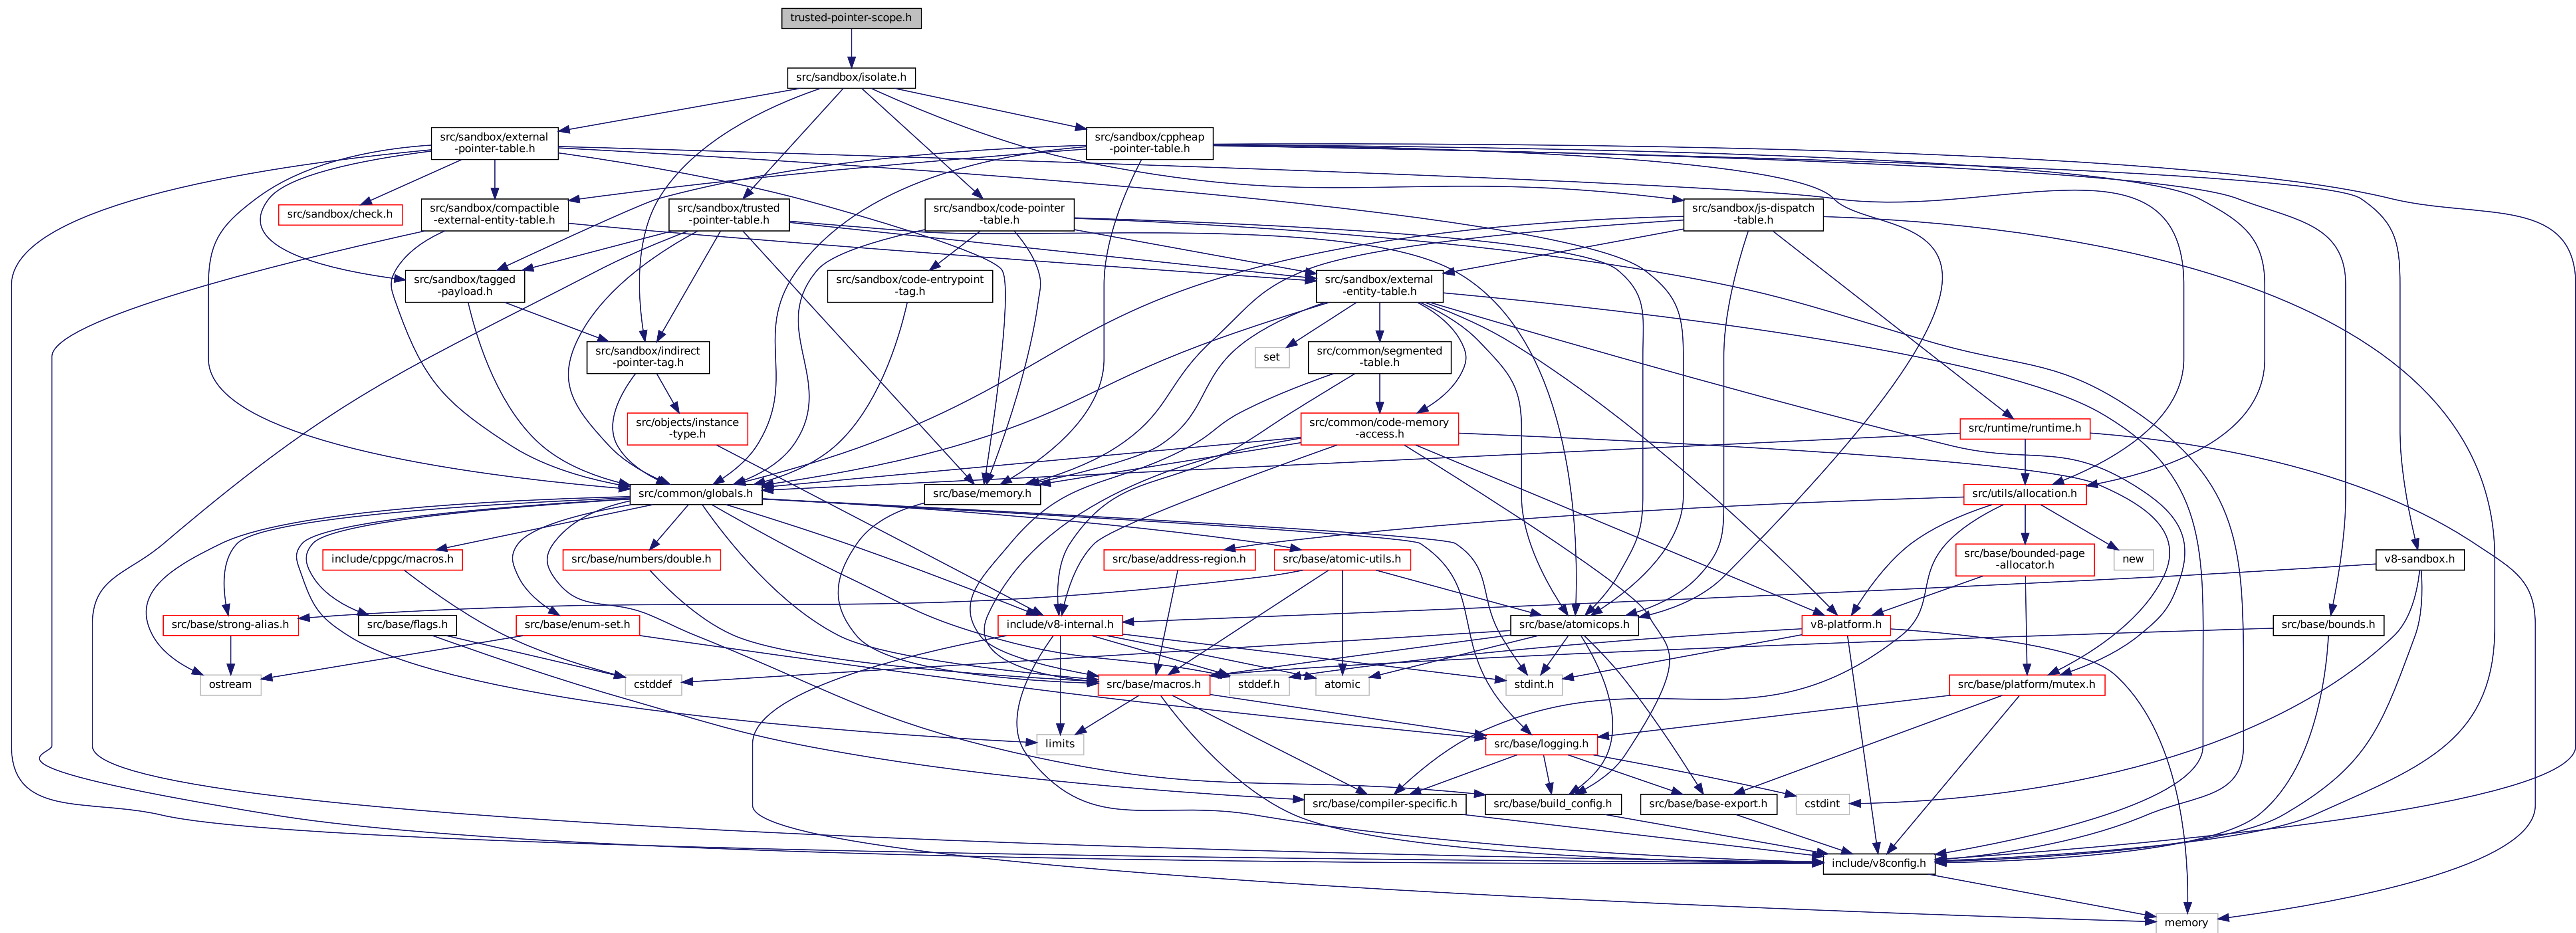 trusted-pointer-scope.h
src/sandbox/isolate.h
src/sandbox/external
-pointer-table.h
src/sandbox/cppheap
-pointer-table.h
src/sandbox/check.h
src/sandbox/compactible
-external-entity-table.h
src/sandbox/trusted
-pointer-table.h
src/sandbox/code-pointer
-table.h
src/sandbox/js-dispatch
-table.h
src/sandbox/tagged
-payload.h
src/sandbox/code-entrypoint
-tag.h
src/sandbox/external
-entity-table.h
src/sandbox/indirect
-pointer-tag.h
set
src/common/segmented
-table.h
src/objects/instance
-type.h
src/common/code-memory
-access.h
src/runtime/runtime.h
src/common/globals.h
src/base/memory.h
src/utils/allocation.h
include/cppgc/macros.h
src/base/numbers/double.h
src/base/address-region.h
src/base/atomic-utils.h
src/base/bounded-page
-allocator.h
new
v8-sandbox.h
src/base/strong-alias.h
src/base/flags.h
src/base/enum-set.h
include/v8-internal.h
src/base/atomicops.h
v8-platform.h
src/base/bounds.h
ostream
cstddef
src/base/macros.h
stddef.h
atomic
stdint.h
src/base/platform/mutex.h
limits
src/base/logging.h
src/base/compiler-specific.h
src/base/build_config.h
src/base/base-export.h
cstdint
include/v8config.h
memory